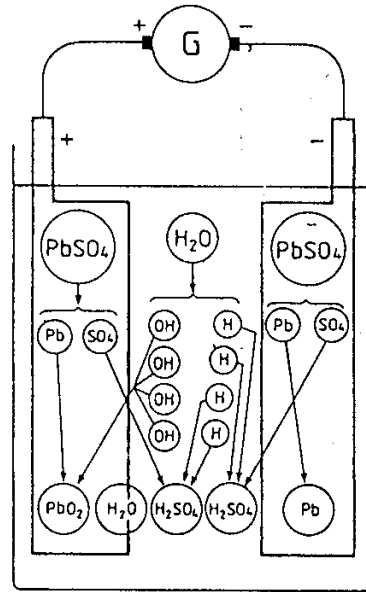 + G −
+ −
PbSO₄ H₂O PbSO₄
Pb SO₄ OH H Pb SO₄
OH H
OH H
OH H
PbO₂ H₂O H₂SO₄ H₂SO₄ Pb